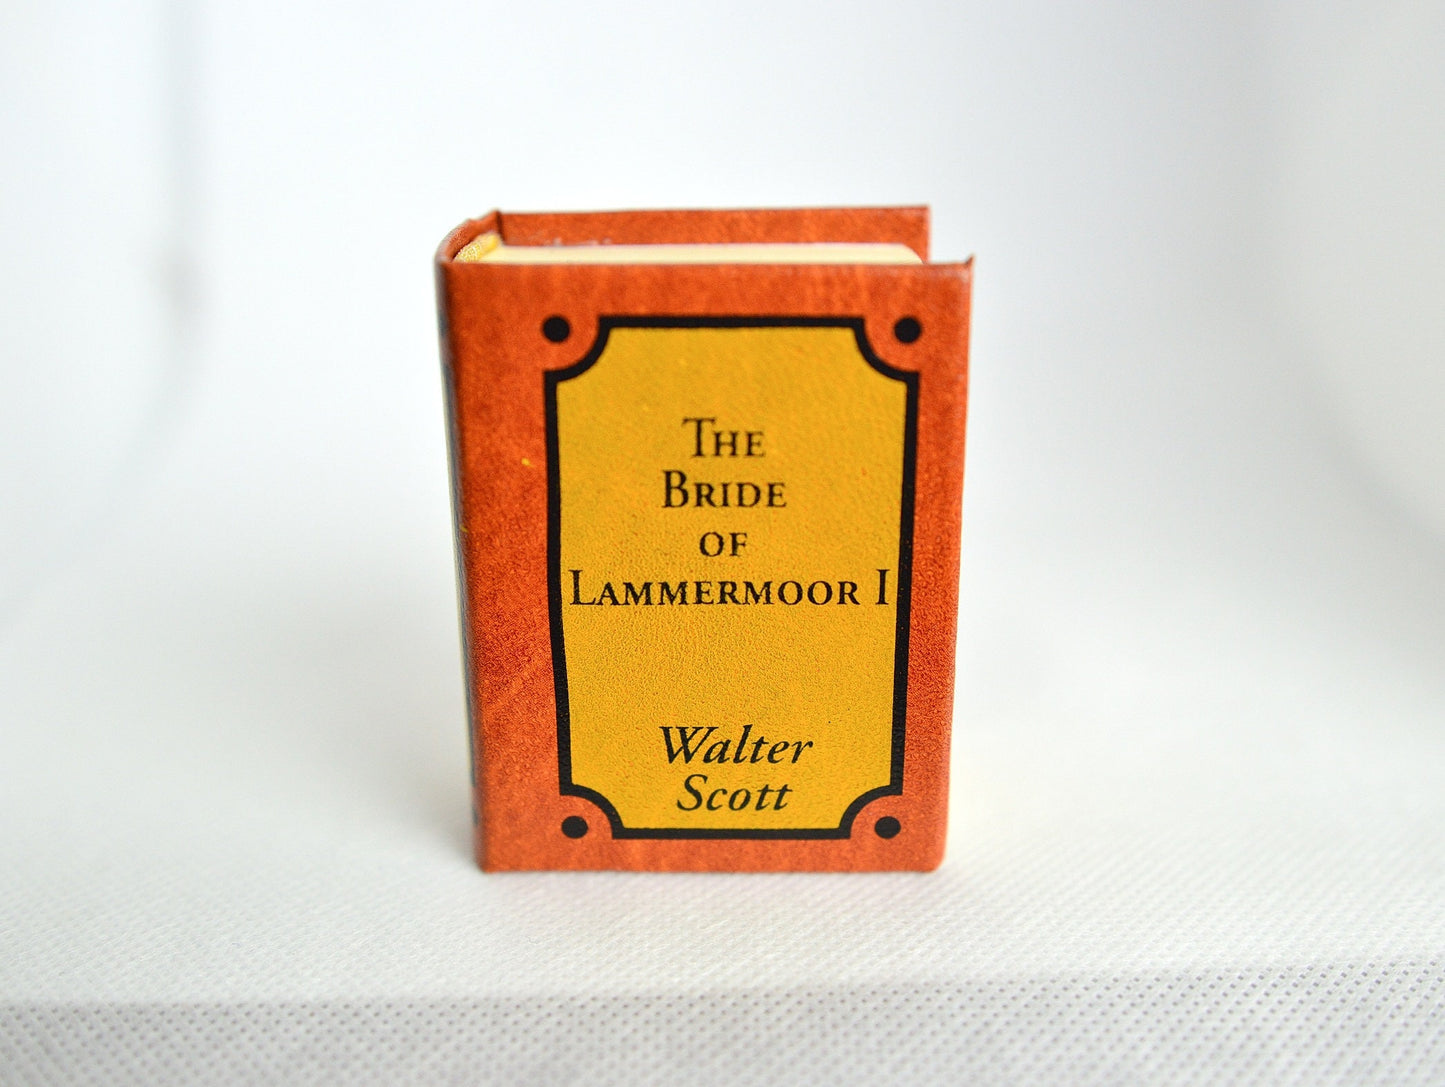 The
Bride
of
Lammermoor I
Walter
Scott